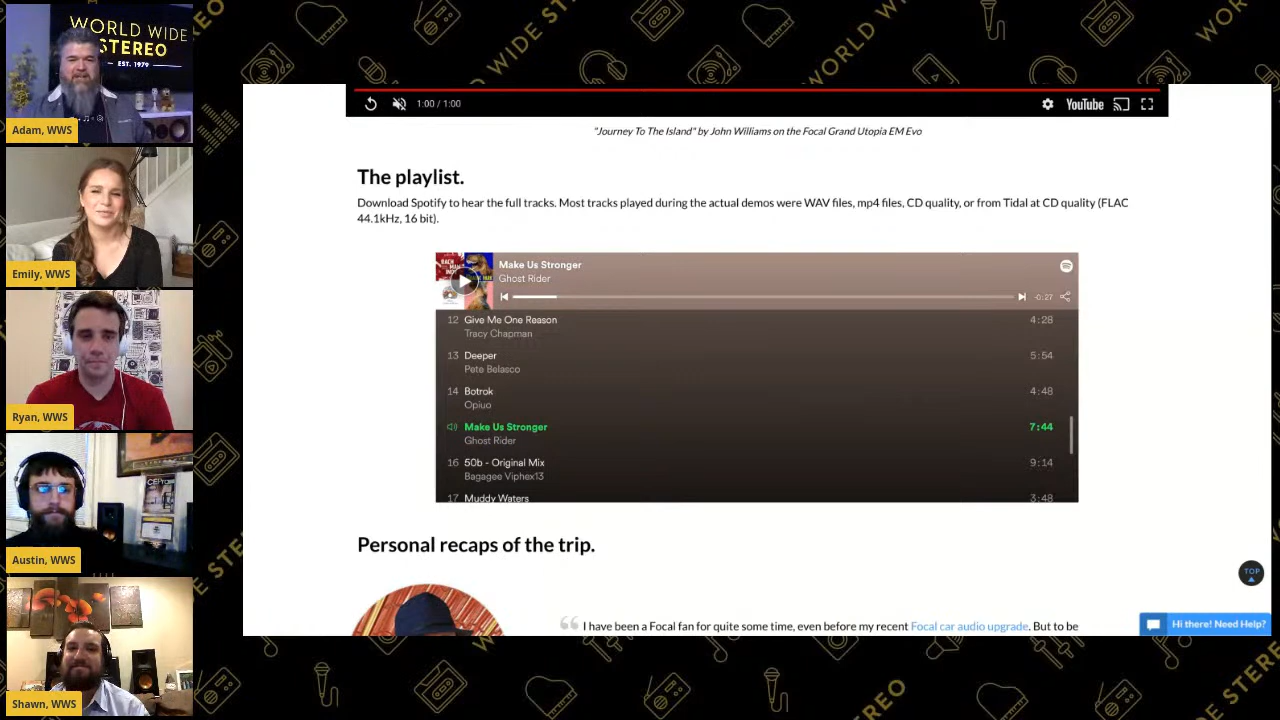 WORLD WIDE
STEREO
EST. 1979
Adam, WWS
Emily, WWS
Ryan, WWS
Austin, WWS
Shawn, WWS
1:00 / 1:00
YouTube
"Journey To The Island" by John Williams on the Focal Grand Utopia EM Evo
The playlist.
Download Spotify to hear the full tracks. Most tracks played during the actual demos were WAV files, mp4 files, CD quality, or from Tidal at CD quality (FLAC
44.1kHz, 16 bit).
Make Us Stronger
Ghost Rider
-0:27
12 Give Me One Reason 4:28
Tracy Chapman
13 Deeper 5:54
Pete Belasco
14 Botrok 4:48
Opiuo
Make Us Stronger 7:44
Ghost Rider
16 50b - Original Mix 9:14
Bagagee Viphex13
17 Muddy Waters 3:48
Personal recaps of the trip.
I have been a Focal fan for quite some time, even before my recent Focal car audio upgrade. But to be
TOP
Hi there! Need Help?